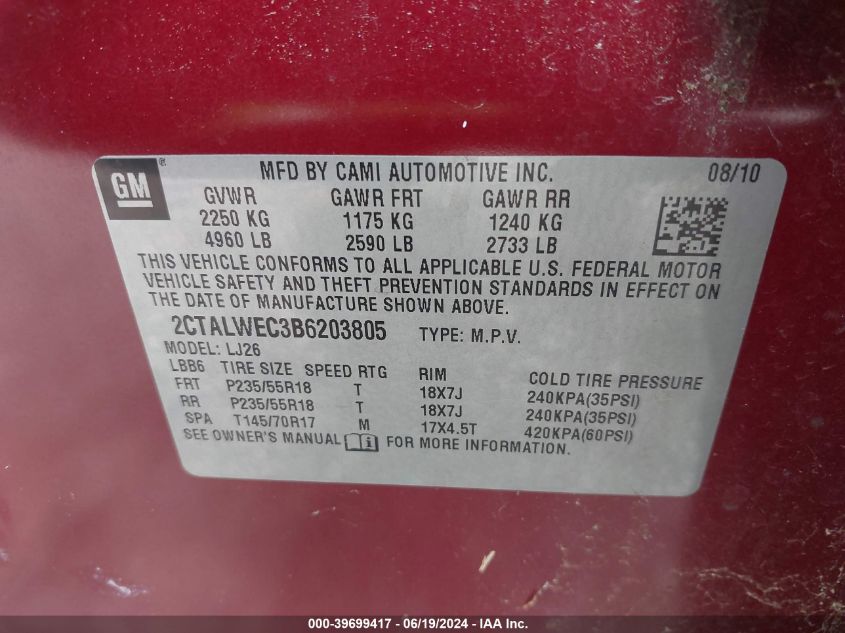 GM ® MFD BY CAMI AUTOMOTIVE INC. 08/10
GVWR GAWR FRT GAWR RR
2250 KG 1175 KG 1240 KG
4960 LB 2590 LB 2733 LB
THIS VEHICLE CONFORMS TO ALL APPLICABLE U.S. FEDERAL MOTOR
VEHICLE SAFETY AND THEFT PREVENTION STANDARDS IN EFFECT ON
THE DATE OF MANUFACTURE SHOWN ABOVE.
2CTALWEC3B6203805 TYPE: M.P.V.
MODEL: LJ26
LBB6 TIRE SIZE SPEED RTG RIM COLD TIRE PRESSURE
FRT P235/55R18 T 18X7J 240KPA(35PSI)
RR P235/55R18 T 18X7J 240KPA(35PSI)
SPA T145/70R17 M 17X4.5T 420KPA(60PSI)
SEE OWNER'S MANUAL i FOR MORE INFORMATION.
000-39699417 - 06/19/2024 - IAA Inc.